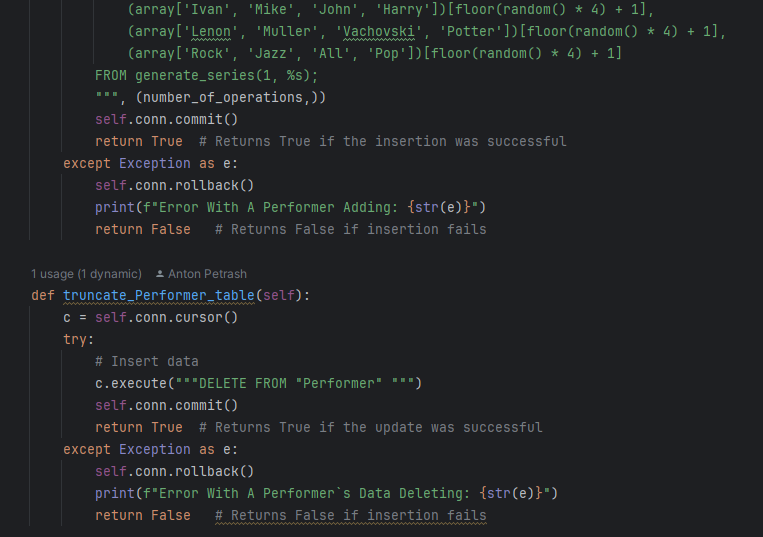 (array['Ivan', 'Mike', 'John', 'Harry'])[floor(random() * 4) + 1],
(array['Lenon', 'Muller', 'Vachovski', 'Potter'])[floor(random() * 4) + 1],
(array['Rock', 'Jazz', 'All', 'Pop'])[floor(random() * 4) + 1]
FROM generate_series(1, %s);
""", (number_of_operations,))
self.conn.commit()
return True  # Returns True if the insertion was successful
except Exception as e:
self.conn.rollback()
print(f"Error With A Performer Adding: {str(e)}")
return False   # Returns False if insertion fails
1 usage (1 dynamic)  Anton Petrash
def truncate_Performer_table(self):
c = self.conn.cursor()
try:
# Insert data
c.execute("""DELETE FROM "Performer" """)
self.conn.commit()
return True  # Returns True if the update was successful
except Exception as e:
self.conn.rollback()
print(f"Error With A Performer`s Data Deleting: {str(e)}")
return False   # Returns False if insertion fails